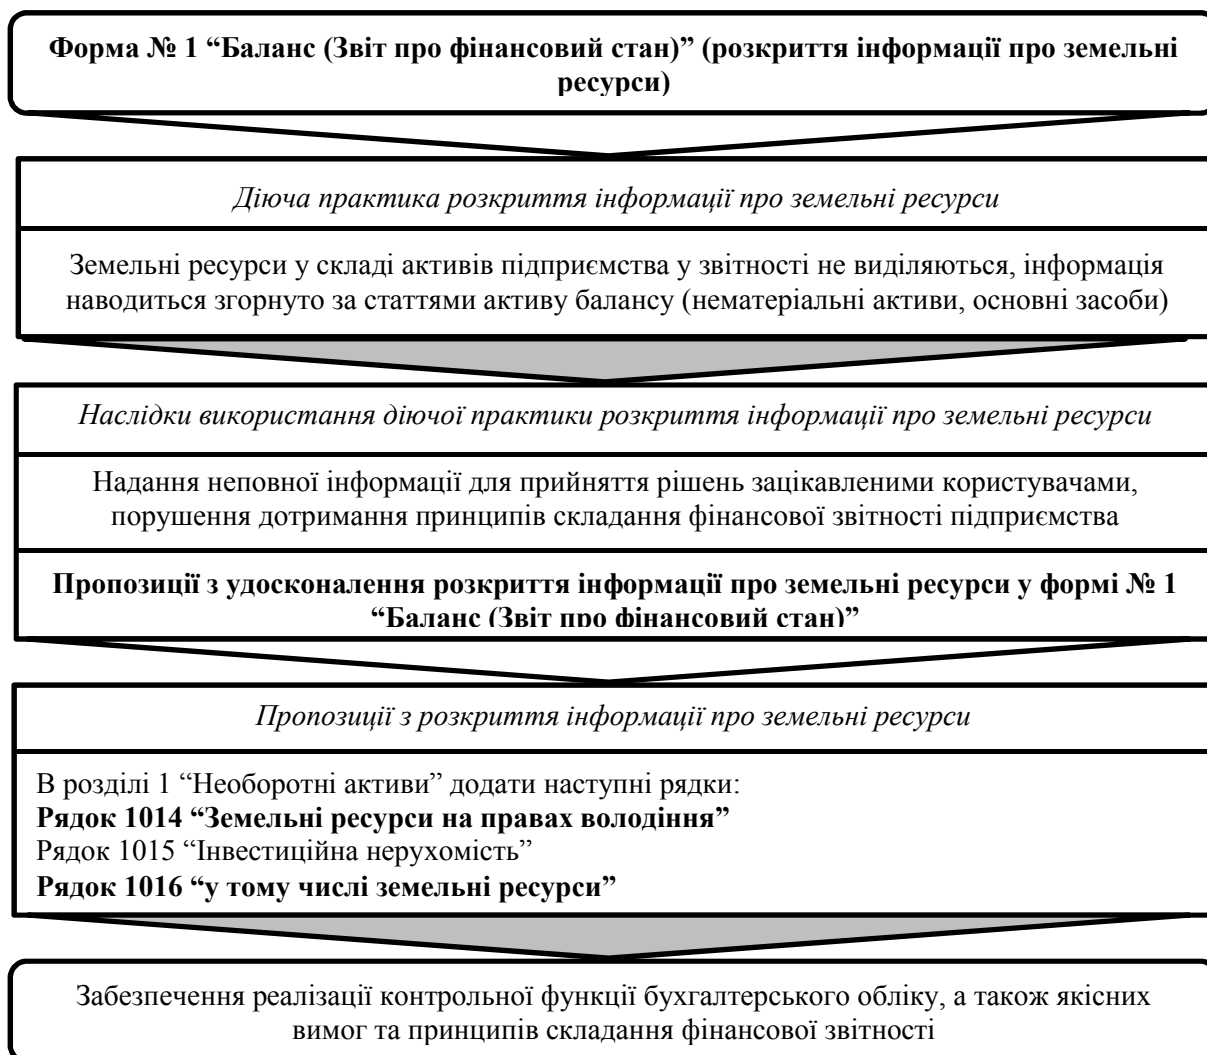 Форма № 1 “Баланс (Звіт про фінансовий стан)” (розкриття інформації про земельні
ресурси)
Діюча практика розкриття інформації про земельні ресурси
Земельні ресурси у складі активів підприємства у звітності не виділяються, інформація
наводиться згорнуто за статтями активу балансу (нематеріальні активи, основні засоби)
Наслідки використання діючої практики розкриття інформації про земельні ресурси
Надання неповної інформації для прийняття рішень зацікавленими користувачами,
порушення дотримання принципів складання фінансової звітності підприємства
Пропозиції з удосконалення розкриття інформації про земельні ресурси у формі № 1
“Баланс (Звіт про фінансовий стан)”
Пропозиції з розкриття інформації про земельні ресурси
В розділі 1 “Необоротні активи” додати наступні рядки:
Рядок 1014 “Земельні ресурси на правах володіння”
Рядок 1015 “Інвестиційна нерухомість”
Рядок 1016 “у тому числі земельні ресурси”
Забезпечення реалізації контрольної функції бухгалтерського обліку, а також якісних
вимог та принципів складання фінансової звітності